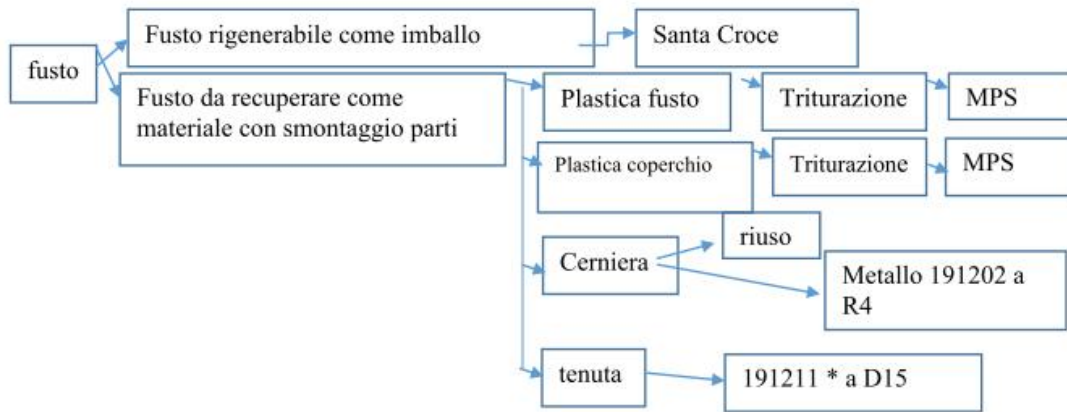 Fusto rigenerabile come imballo
Santa Croce
fusto
Fusto da recuperare come
materiale con smontaggio parti
Plastica fusto
Triturazione
MPS
Plastica coperchio
Triturazione
MPS
riuso
Cerniera
Metallo 191202 a
R4
tenuta
191211 * a D15